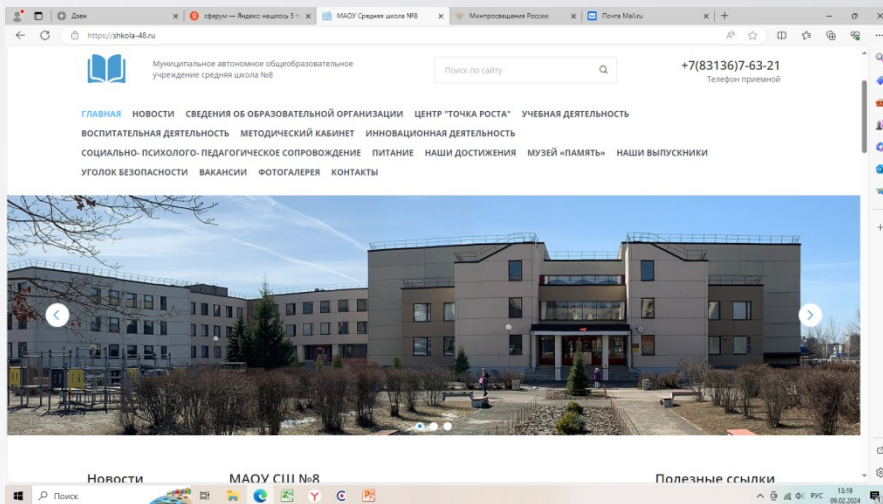 Дзен
сферум — Яндекс: нашлось 5 т
МАОУ Средняя школа №8
Минпросвещения России
Почта Mail.ru
https://shkola-48.ru
Муниципальное автономное общеобразовательное
учреждение средняя школа №8
Поиск по сайту
+7(83136)7-63-21
Телефон приемной
ГЛАВНАЯ НОВОСТИ СВЕДЕНИЯ ОБ ОБРАЗОВАТЕЛЬНОЙ ОРГАНИЗАЦИИ ЦЕНТР "ТОЧКА РОСТА" УЧЕБНАЯ ДЕЯТЕЛЬНОСТЬ
ВОСПИТАТЕЛЬНАЯ ДЕЯТЕЛЬНОСТЬ МЕТОДИЧЕСКИЙ КАБИНЕТ ИННОВАЦИОННАЯ ДЕЯТЕЛЬНОСТЬ
СОЦИАЛЬНО- ПСИХОЛОГО- ПЕДАГОГИЧЕСКОЕ СОПРОВОЖДЕНИЕ ПИТАНИЕ НАШИ ДОСТИЖЕНИЯ МУЗЕЙ «ПАМЯТЬ» НАШИ ВЫПУСКНИКИ
УГОЛОК БЕЗОПАСНОСТИ ВАКАНСИИ ФОТОГАЛЕРЕЯ КОНТАКТЫ
Новости МАОУ СШ №8 Полезные ссылки
Поиск
РУС
13:19
09.02.2024